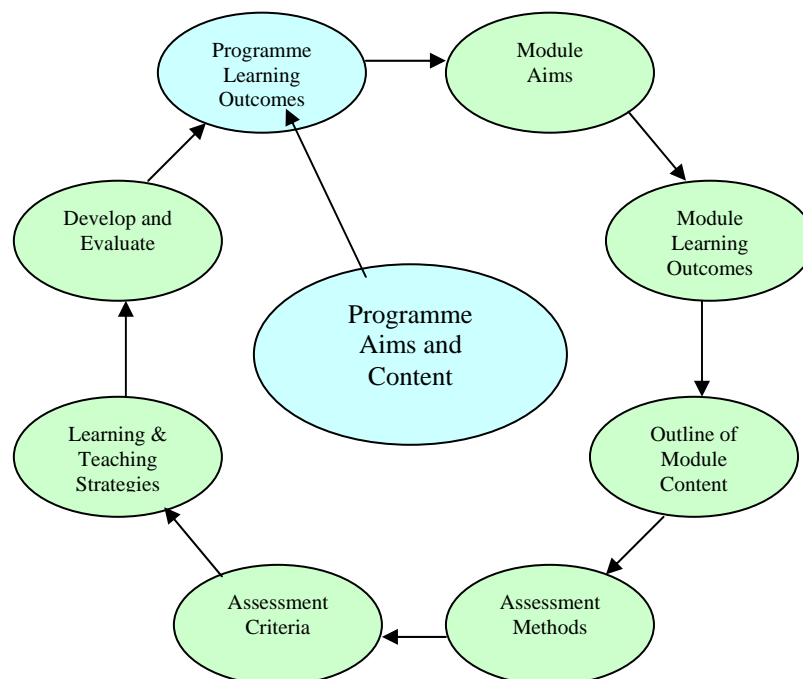 Programme
Learning
Outcomes
Module
Aims
Develop and
Evaluate
Module
Learning
Outcomes
Programme
Aims and
Content
Learning &
Teaching
Strategies
Outline of
Module
Content
Assessment
Criteria
Assessment
Methods